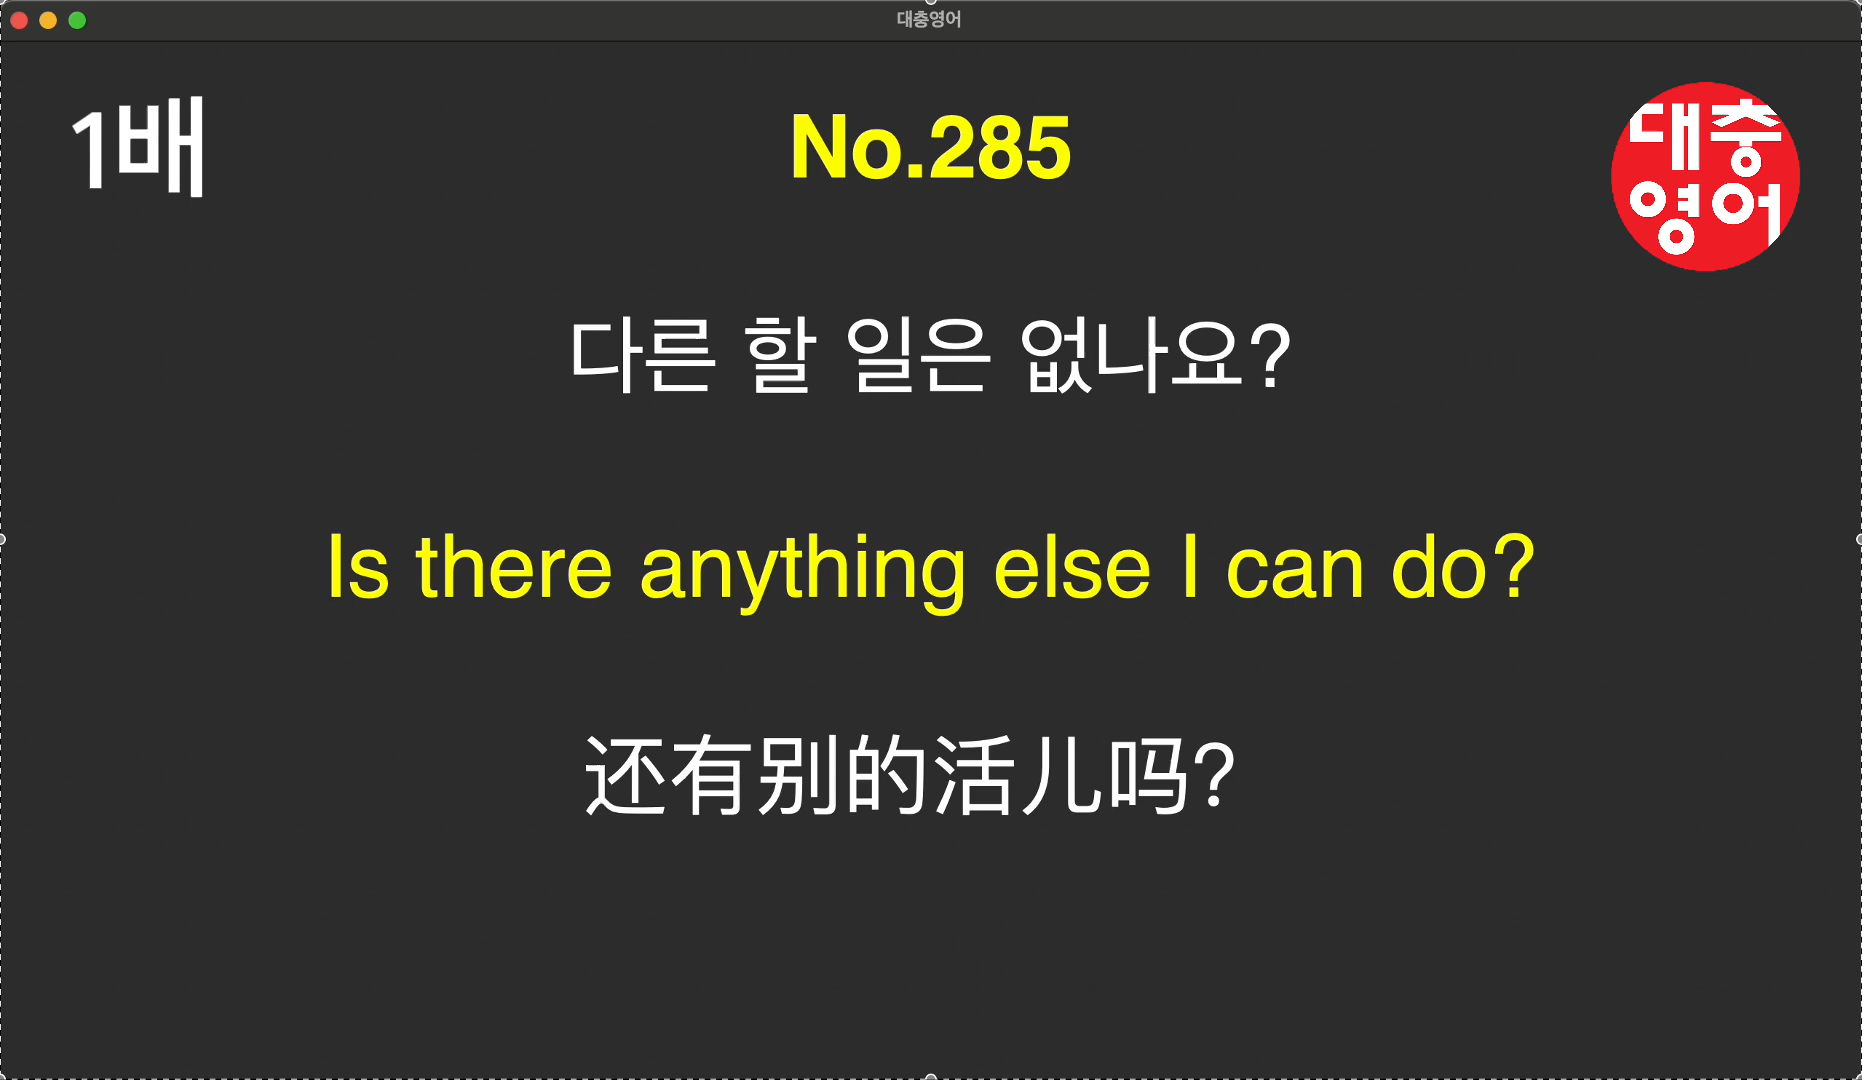 대충영어
1배
No.285
대충
영어
다른 할 일은 없나요?
Is there anything else I can do?
还有别的活儿吗?